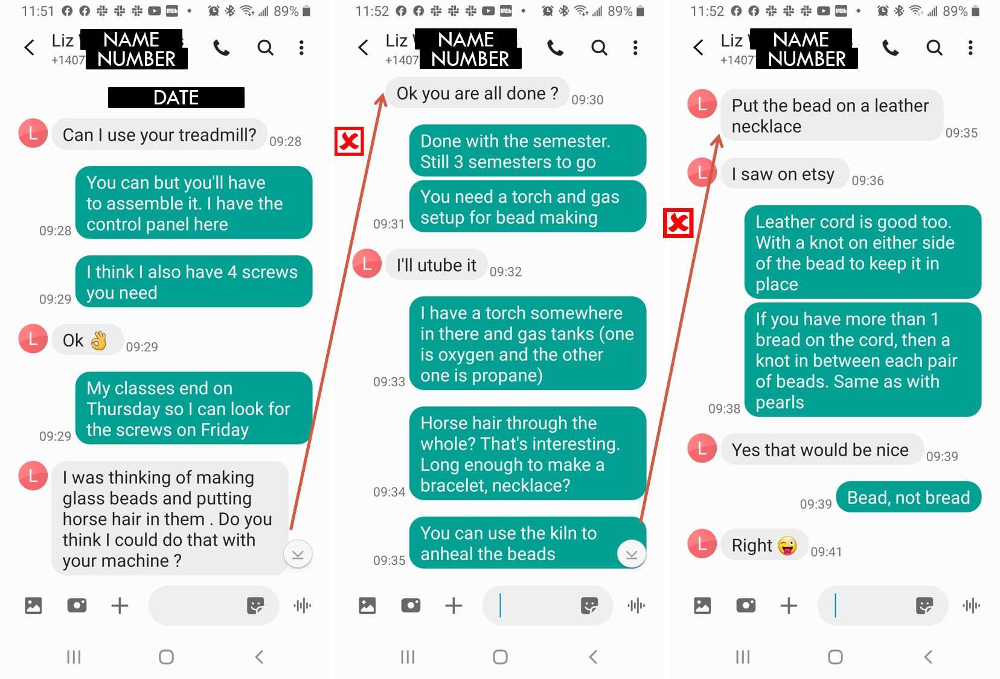 11:51
IMDb
89%
Liz
NAME
+1407
NUMBER
DATE
L
Can I use your treadmill?
09:28
You can but you'll have
to assemble it. I have the
control panel here
09:28
I think I also have 4 screws
you need
09:29
L
Ok 👌
09:29
My classes end on
Thursday so I can look for
the screws on Friday
09:29
L
I was thinking of making
glass beads and putting
horse hair in them . Do you
think I could do that with
your machine ?
11:52
IMDb
89%
Liz
NAME
+1407
NUMBER
Ok you are all done ?
09:30
Done with the semester.
Still 3 semesters to go
You need a torch and gas
setup for bead making
09:31
L
I'll utube it
09:32
I have a torch somewhere
in there and gas tanks (one
is oxygen and the other
one is propane)
09:33
Horse hair through the
whole? That's interesting.
Long enough to make a
bracelet, necklace?
09:34
You can use the kiln to
anheal the beads
09:35
11:52
IMDb
89%
Liz
NAME
+1407
NUMBER
L
Put the bead on a leather
necklace
09:35
L
I saw on etsy
09:36
Leather cord is good too.
With a knot on either side
of the bead to keep it in
place
If you have more than 1
bread on the cord, then a
knot in between each pair
of beads. Same as with
pearls
09:38
L
Yes that would be nice
09:39
Bead, not bread
09:39
L
Right 😜
09:41